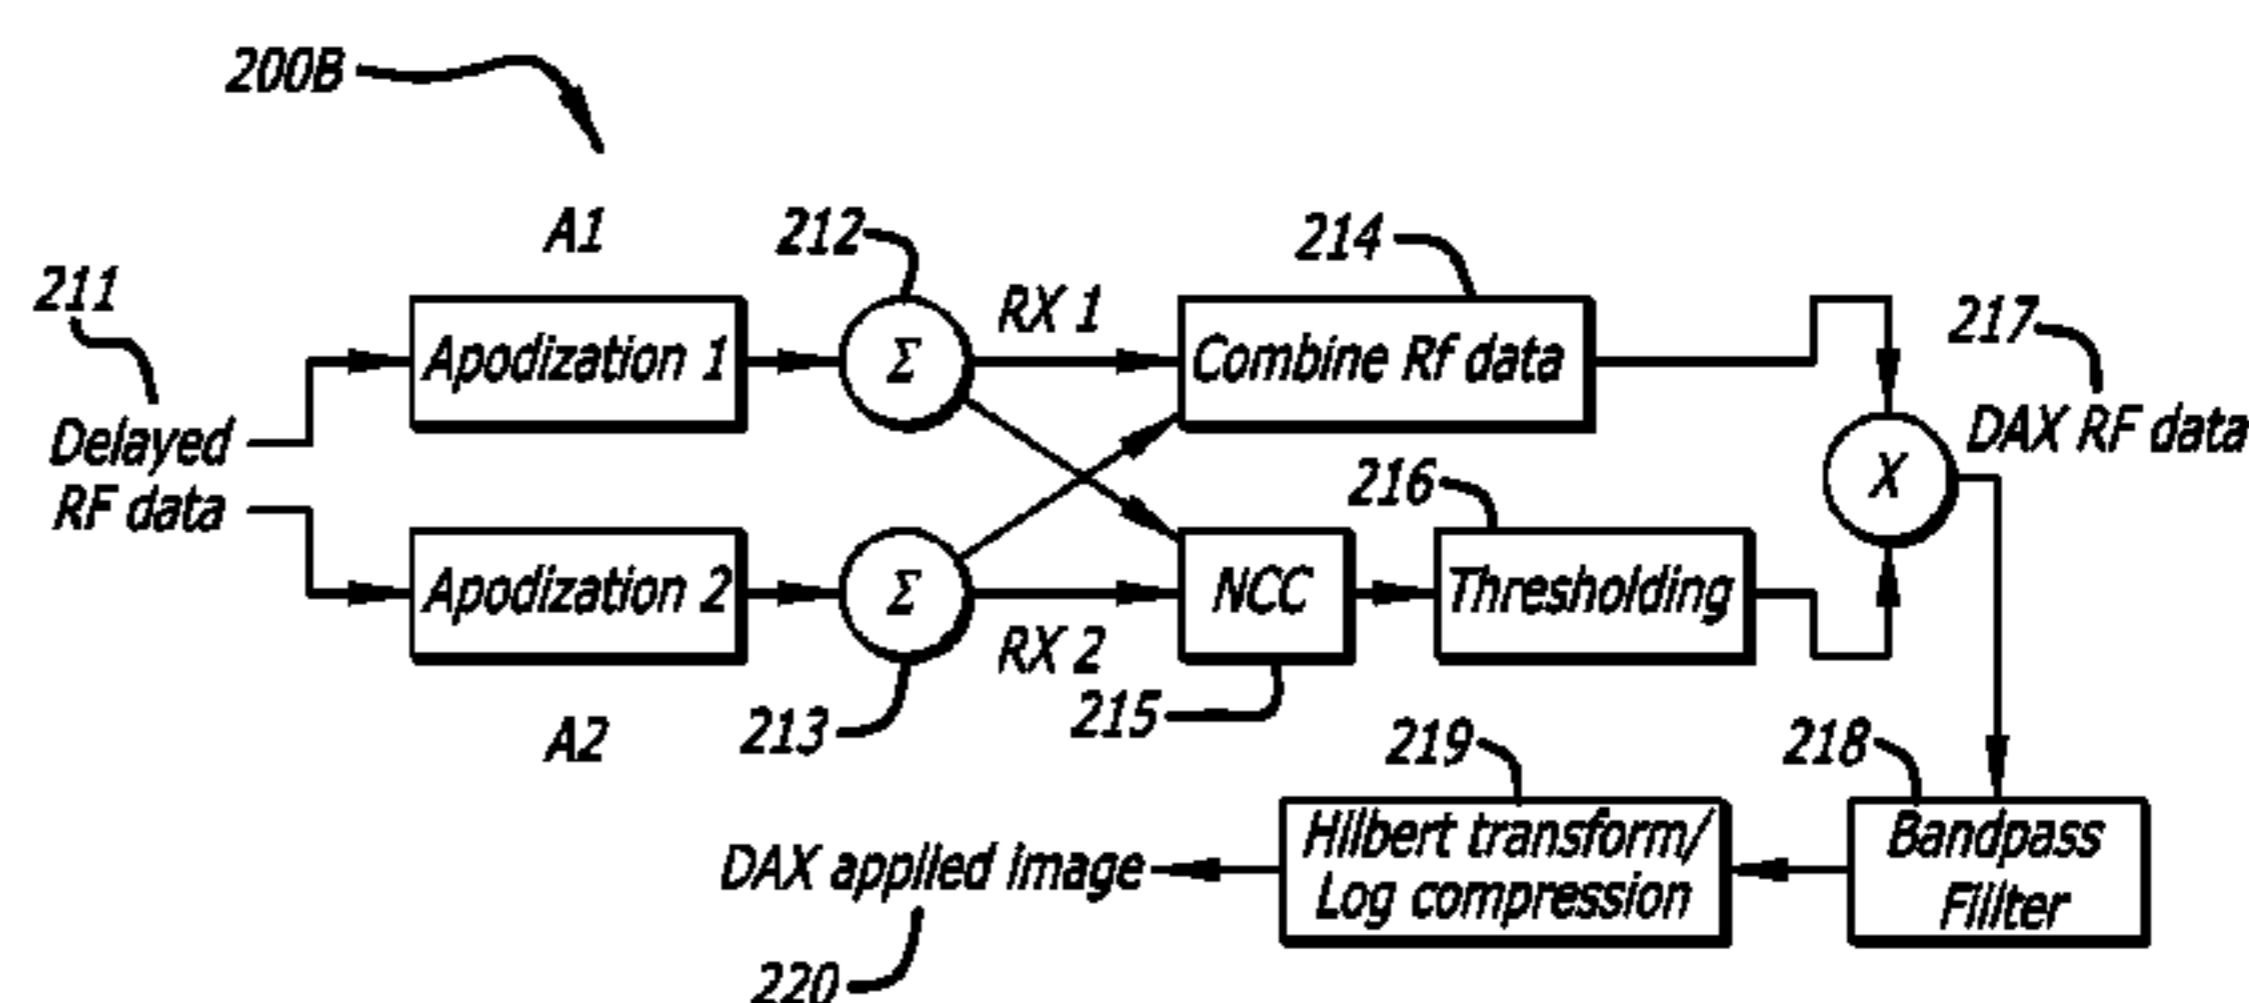 200B
A1
212
214
211
RX 1
217
Apodization 1
Σ
Combine Rf data
Delayed
RF data
DAX RF data
216
X
Apodization 2
Σ
NCC
Thresholding
RX 2
A2
213
215
219
218
DAX applied image
Hilbert transform/
Log compression
Bandpass
Fillter
220